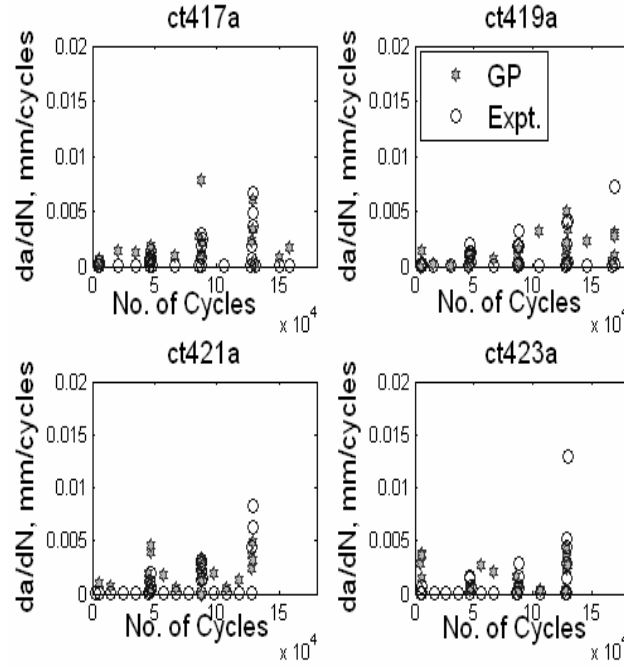 ct417a
ct419a
da/dN, mm/cycles
0.02
0.015
0.01
0.005
0
0 5 10 15
No. of Cycles
x 10^4
da/dN, mm/cycles
0.02
0.015
0.01
0.005
0
GP
Expt.
0 5 10 15
No. of Cycles
x 10^4
ct421a
ct423a
da/dN, mm/cycles
0.02
0.015
0.01
0.005
0
0 5 10 15
No. of Cycles
x 10^4
da/dN, mm/cycles
0.02
0.015
0.01
0.005
0
0 5 10 15
No. of Cycles
x 10^4